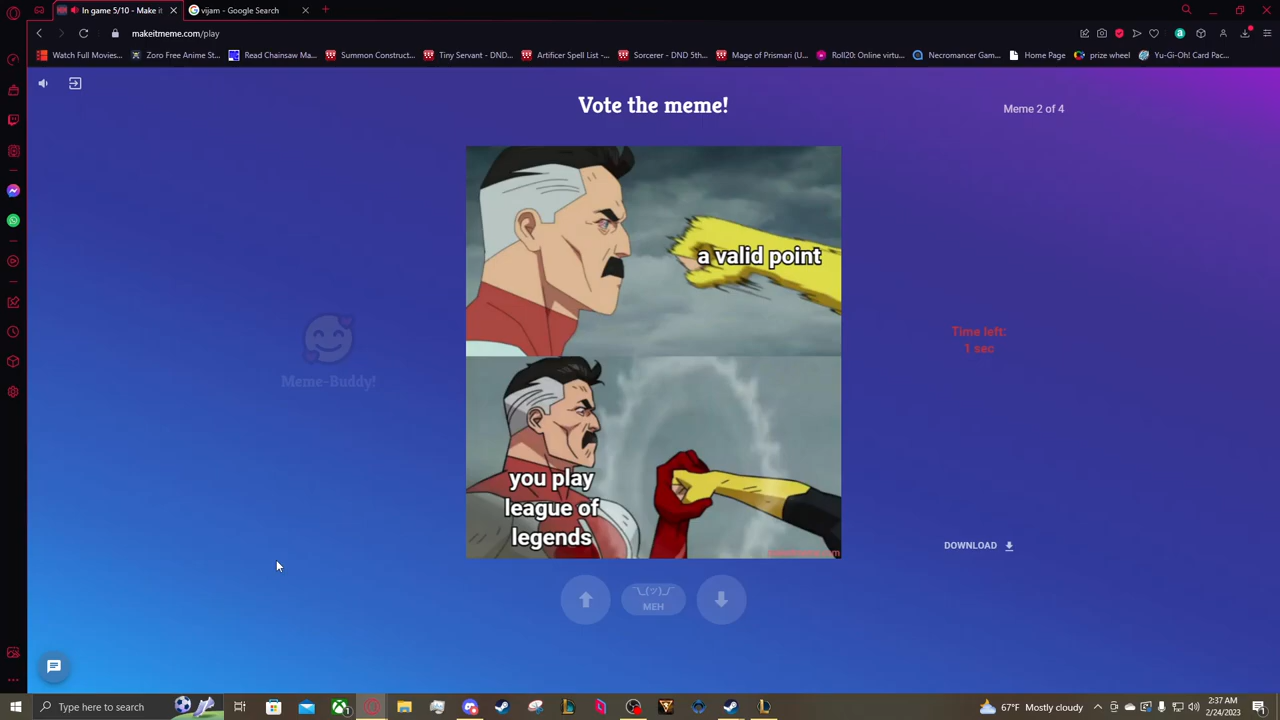 In game 5/10 - Make it
vijam - Google Search
makeitmeme.com/play
Watch Full Movies...
Zoro Free Anime St...
Read Chainsaw Ma...
Summon Construct...
Tiny Servant - DND...
Artificer Spell List -...
Sorcerer - DND 5th...
Mage of Prismari (U...
Roll20: Online virtu...
Necromancer Gam...
Home Page
prize wheel
Yu-Gi-Oh! Card Pac...
Vote the meme!
Meme 2 of 4
a valid point
Time left:
1 sec
Meme-Buddy!
you play
league of
legends
DOWNLOAD
¯\_(ツ)_/¯
MEH
Type here to search
67°F Mostly cloudy
2:37 AM
2/24/2023